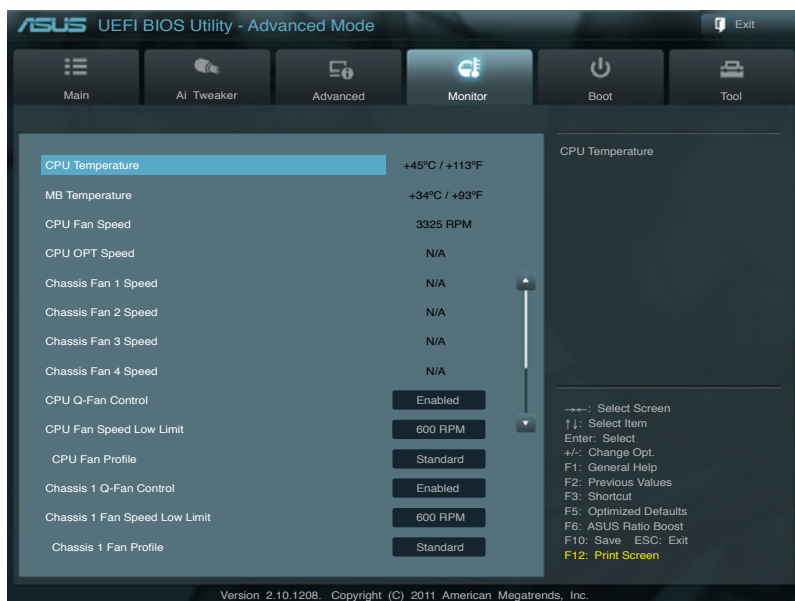 ASUS UEFI BIOS Utility - Advanced Mode
Exit
Main
Ai Tweaker
Advanced
Monitor
Boot
Tool
CPU Temperature +45ºC / +113ºF
MB Temperature +34ºC / +93ºF
CPU Fan Speed 3325 RPM
CPU OPT Speed N/A
Chassis Fan 1 Speed N/A
Chassis Fan 2 Speed N/A
Chassis Fan 3 Speed N/A
Chassis Fan 4 Speed N/A
CPU Q-Fan Control Enabled
CPU Fan Speed Low Limit 600 RPM
CPU Fan Profile Standard
Chassis 1 Q-Fan Control Enabled
Chassis 1 Fan Speed Low Limit 600 RPM
Chassis 1 Fan Profile Standard
CPU Temperature
→←: Select Screen
↑↓: Select Item
Enter: Select
+/-: Change Opt.
F1: General Help
F2: Previous Values
F3: Shortcut
F5: Optimized Defaults
F6: ASUS Ratio Boost
F10: Save ESC: Exit
F12: Print Screen
Version 2.10.1208. Copyright (C) 2011 American Megatrends, Inc.